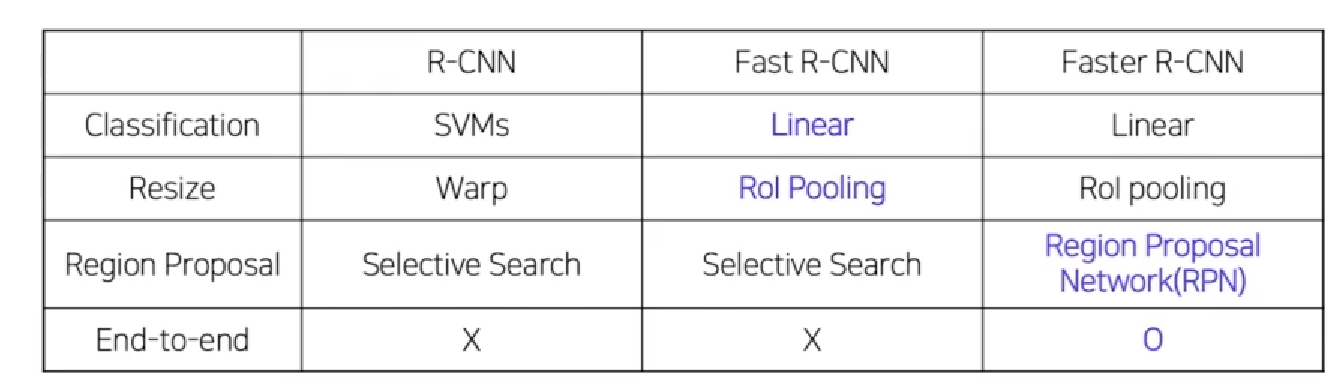 R-CNN Fast R-CNN Faster R-CNN
Classification SVMs Linear Linear
Resize Warp RoI Pooling RoI pooling
Region Proposal Selective Search Selective Search Region Proposal
Network(RPN)
End-to-end X X O